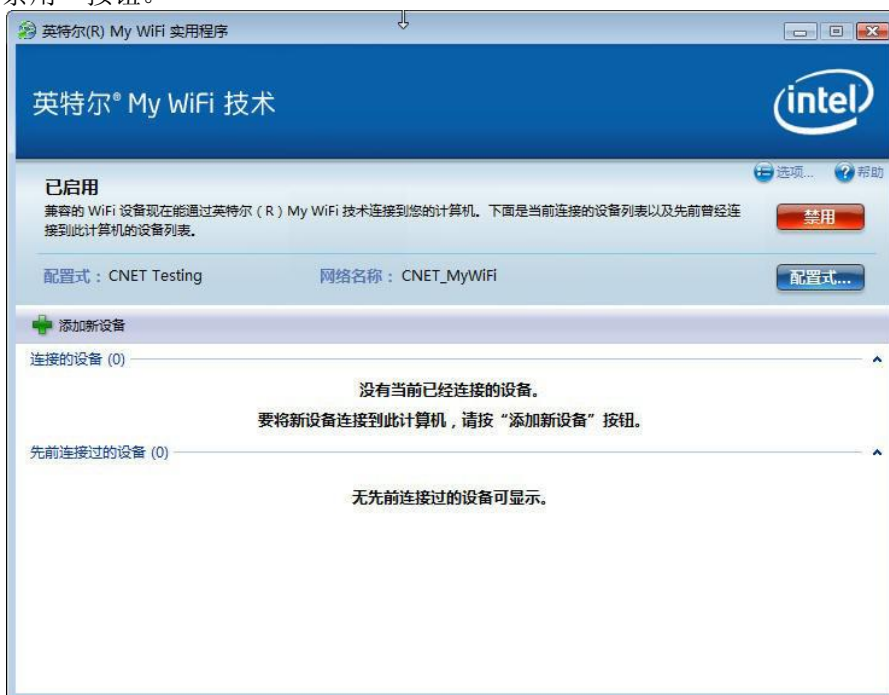 禁用”按钮。
英特尔(R) My WiFi 实用程序
英特尔® My WiFi 技术
intel
选项... 帮助
已启用
兼容的 WiFi 设备现在能通过英特尔（R）My WiFi 技术连接到您的计算机。下面是当前连接的设备列表以及先前曾经连
接到此计算机的设备列表。
禁用
配置式：CNET Testing 网络名称：CNET_MyWiFi 配置式...
添加新设备
连接的设备 (0)
没有当前已经连接的设备。
要将新设备连接到此计算机，请按“添加新设备”按钮。
先前连接过的设备 (0)
无先前连接过的设备可显示。